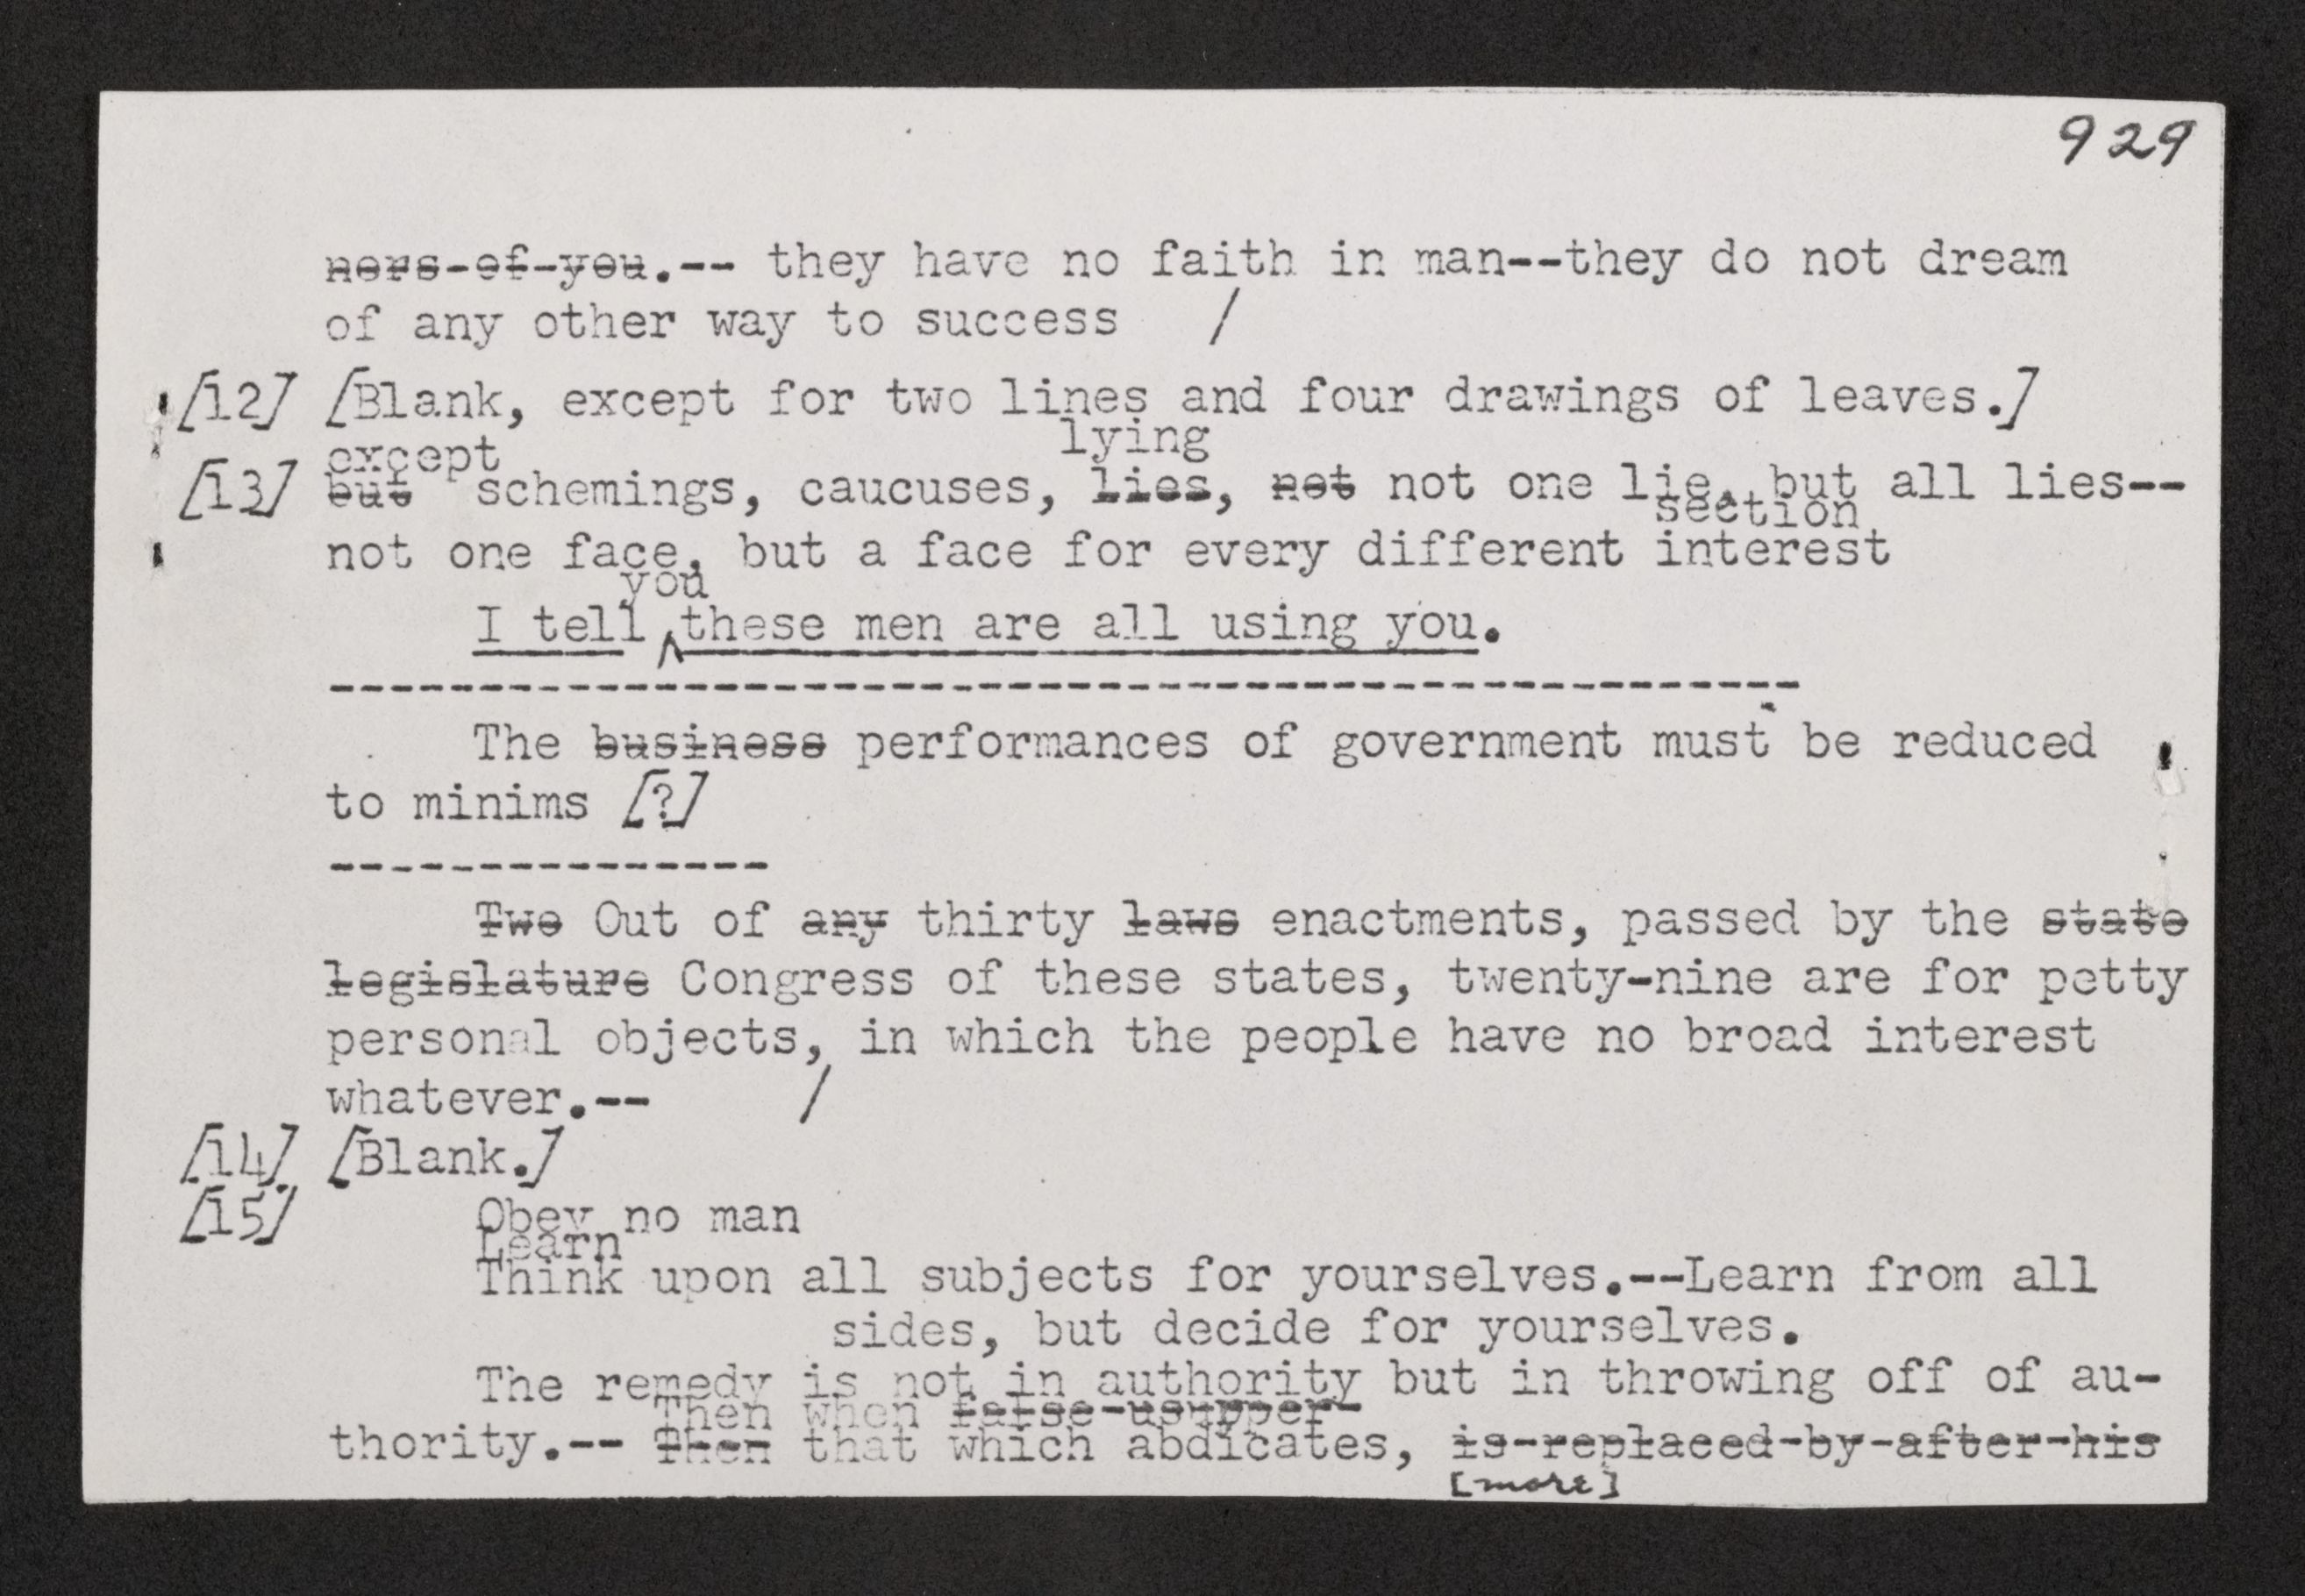 929
ners-of-you.-- they have no faith in man--they do not dream
of any other way to success /
[12] [Blank, except for two lines and four drawings of leaves.]
except lying
[13] but schemings, caucuses, lies, not not one lie, but all lies--
section
not one face, but a face for every different interest
you
I tell ^ these men are all using you.
The business performances of government must be reduced
to minims [?]
Two Out of any thirty laws enactments, passed by the state
legislature Congress of these states, twenty-nine are for petty
personal objects, in which the people have no broad interest
whatever.-- /
[14] [Blank.]
[15] Obey no man
Learn
Think upon all subjects for yourselves.--Learn from all
sides, but decide for yourselves.
The remedy is not in authority but in throwing off of au-
Then when false-usupper-
thority.-- Then that which abdicates, is-replaced-by-after-his
[more]